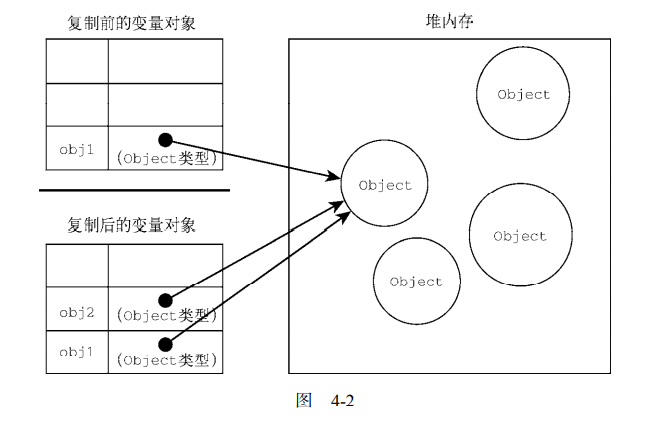 复制前的变量对象
堆内存
obj1
(Object类型)
复制后的变量对象
obj2
(Object类型)
obj1
(Object类型)
Object
Object
Object
Object
图 4-2